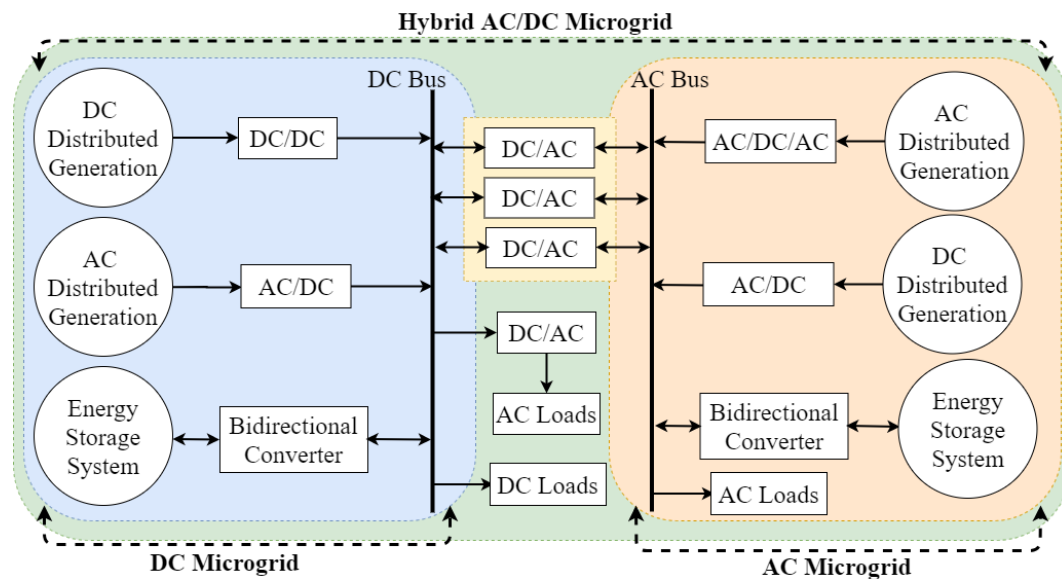 Hybrid AC/DC Microgrid
DC Bus
AC Bus
DC
Distributed
Generation
DC/DC
DC/AC
AC/DC/AC
AC
Distributed
Generation
DC/AC
DC/AC
AC
Distributed
Generation
AC/DC
AC/DC
DC
Distributed
Generation
DC/AC
AC Loads
Energy
Storage
System
Bidirectional
Converter
Bidirectional
Converter
Energy
Storage
System
DC Loads
AC Loads
DC Microgrid
AC Microgrid